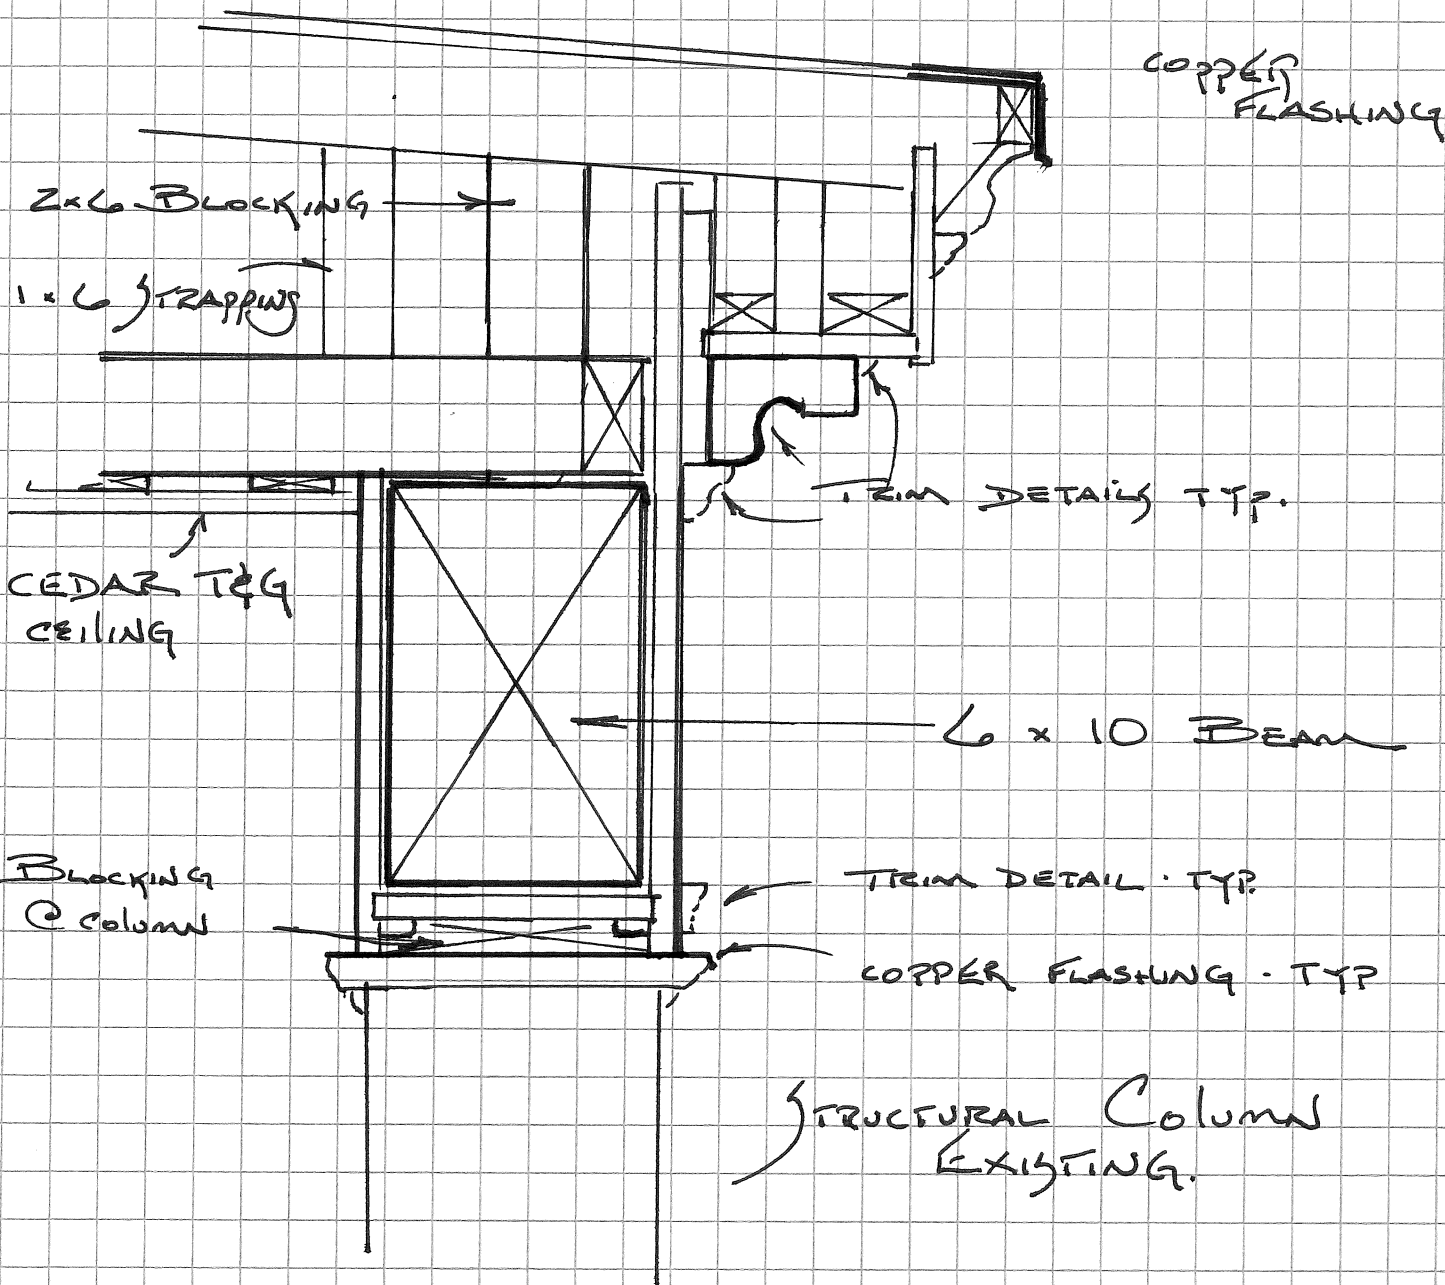 COPPER
FLASHING
2x6 BLOCKING
1x6 STRAPPING
TRIM DETAILS TYP.
CEDAR T&G
CEILING
6 x 10 BEAM
BLOCKING
@ COLUMN
TRIM DETAIL · TYP.
COPPER FLASHING · TYP
STRUCTURAL COLUMN
EXISTING.